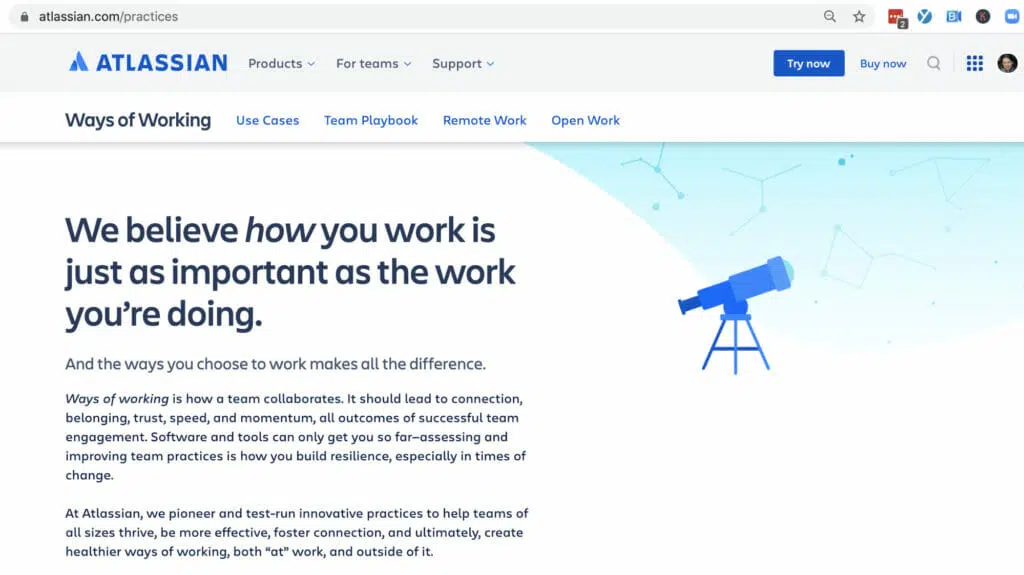 atlassian.com/practices
2
ATLASSIAN Products For teams Support Try now Buy now
Ways of Working Use Cases Team Playbook Remote Work Open Work
We believe how you work is
just as important as the work
you’re doing.
And the ways you choose to work makes all the difference.
Ways of working is how a team collaborates. It should lead to connection,
belonging, trust, speed, and momentum, all outcomes of successful team
engagement. Software and tools can only get you so far—assessing and
improving team practices is how you build resilience, especially in times of
change.
At Atlassian, we pioneer and test-run innovative practices to help teams of
all sizes thrive, be more effective, foster connection, and ultimately, create
healthier ways of working, both “at” work, and outside of it.